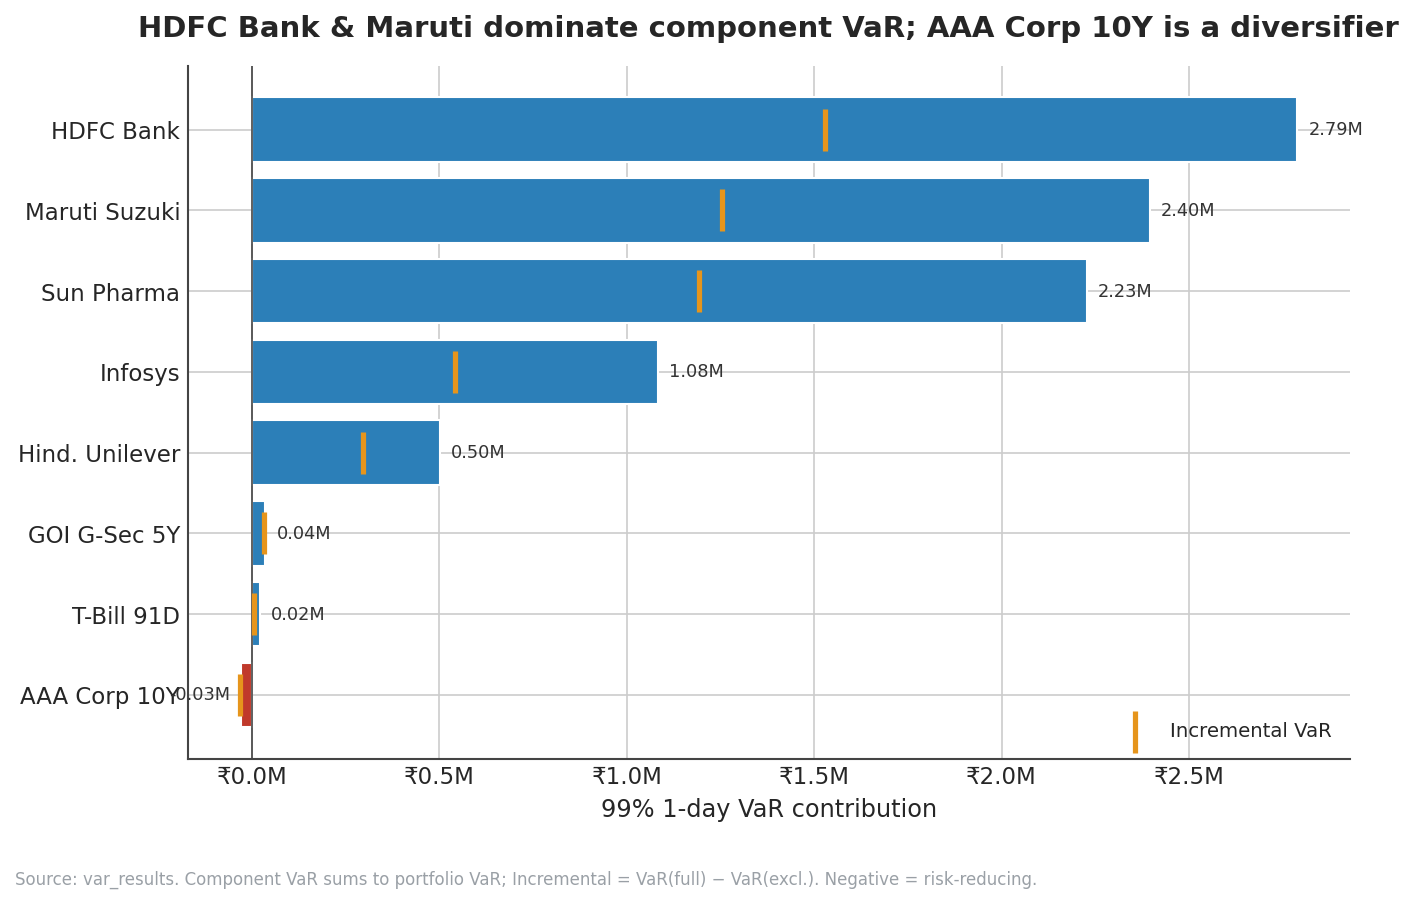 HDFC Bank & Maruti dominate component VaR; AAA Corp 10Y is a diversifier
HDFC Bank 2.79M
Maruti Suzuki 2.40M
Sun Pharma 2.23M
Infosys 1.08M
Hind. Unilever 0.50M
GOI G-Sec 5Y 0.04M
T-Bill 91D 0.02M
AAA Corp 10Y 0.03M
Incremental VaR
₹0.0M ₹0.5M ₹1.0M ₹1.5M ₹2.0M ₹2.5M
99% 1-day VaR contribution
Source: var_results. Component VaR sums to portfolio VaR; Incremental = VaR(full) − VaR(excl.). Negative = risk-reducing.